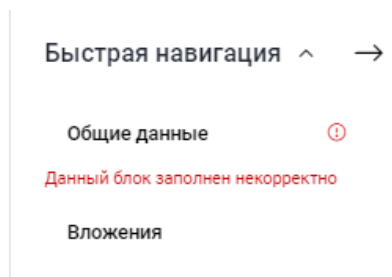 Быстрая навигация
Общие данные
Данный блок заполнен некорректно
Вложения